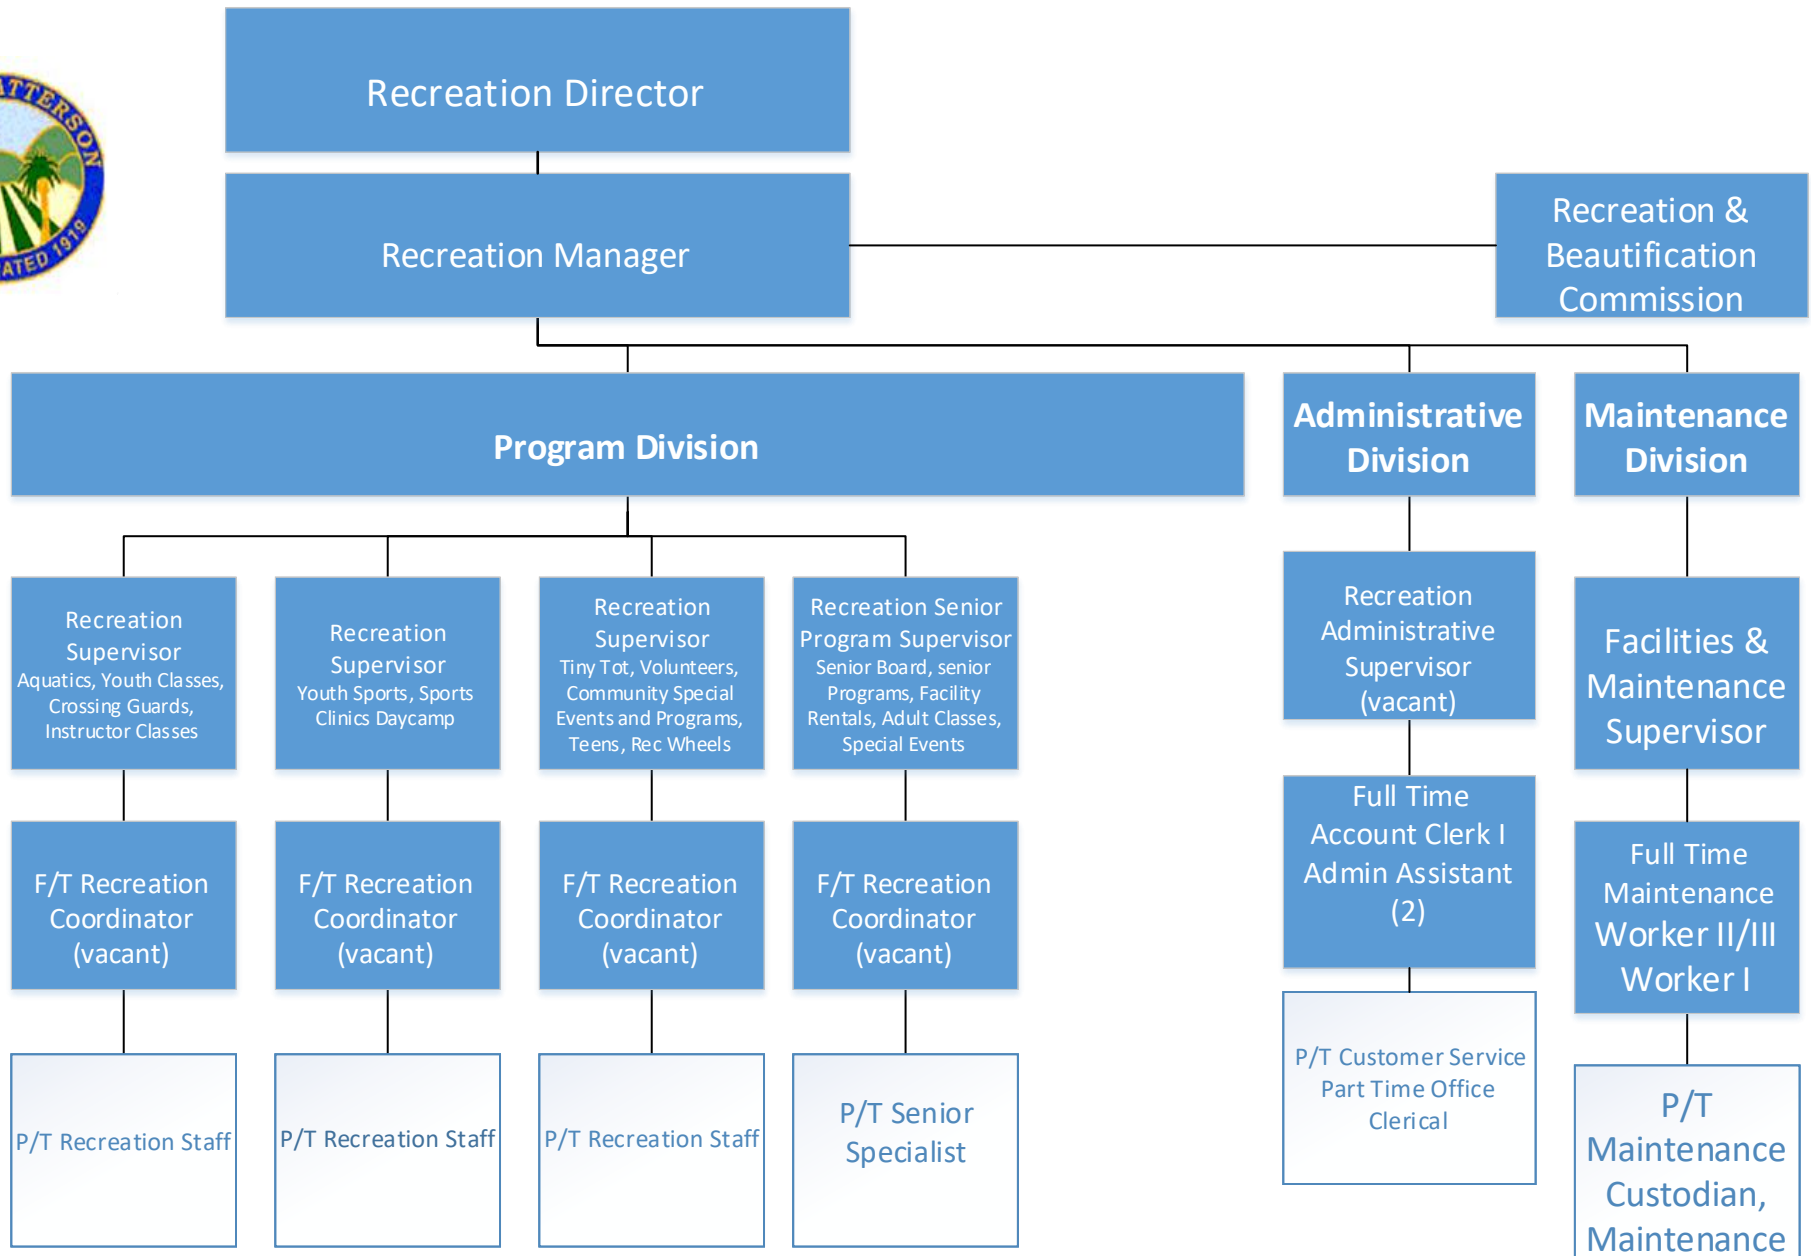 ATTERSON
ATED 1919
Recreation Director
Recreation Manager
Recreation &
Beautification
Commission
Program Division
Administrative
Division
Maintenance
Division
Recreation
Supervisor
Aquatics, Youth Classes,
Crossing Guards,
Instructor Classes
Recreation
Supervisor
Youth Sports, Sports
Clinics Daycamp
Recreation
Supervisor
Tiny Tot, Volunteers,
Community Special
Events and Programs,
Teens, Rec Wheels
Recreation Senior
Program Supervisor
Senior Board, senior
Programs, Facility
Rentals, Adult Classes,
Special Events
Recreation
Administrative
Supervisor
(vacant)
Facilities &
Maintenance
Supervisor
F/T Recreation
Coordinator
(vacant)
F/T Recreation
Coordinator
(vacant)
F/T Recreation
Coordinator
(vacant)
F/T Recreation
Coordinator
(vacant)
Full Time
Account Clerk I
Admin Assistant
(2)
Full Time
Maintenance
Worker II/III
Worker I
P/T Recreation Staff
P/T Recreation Staff
P/T Recreation Staff
P/T Senior
Specialist
P/T Customer Service
Part Time Office
Clerical
P/T
Maintenance
Custodian,
Maintenance